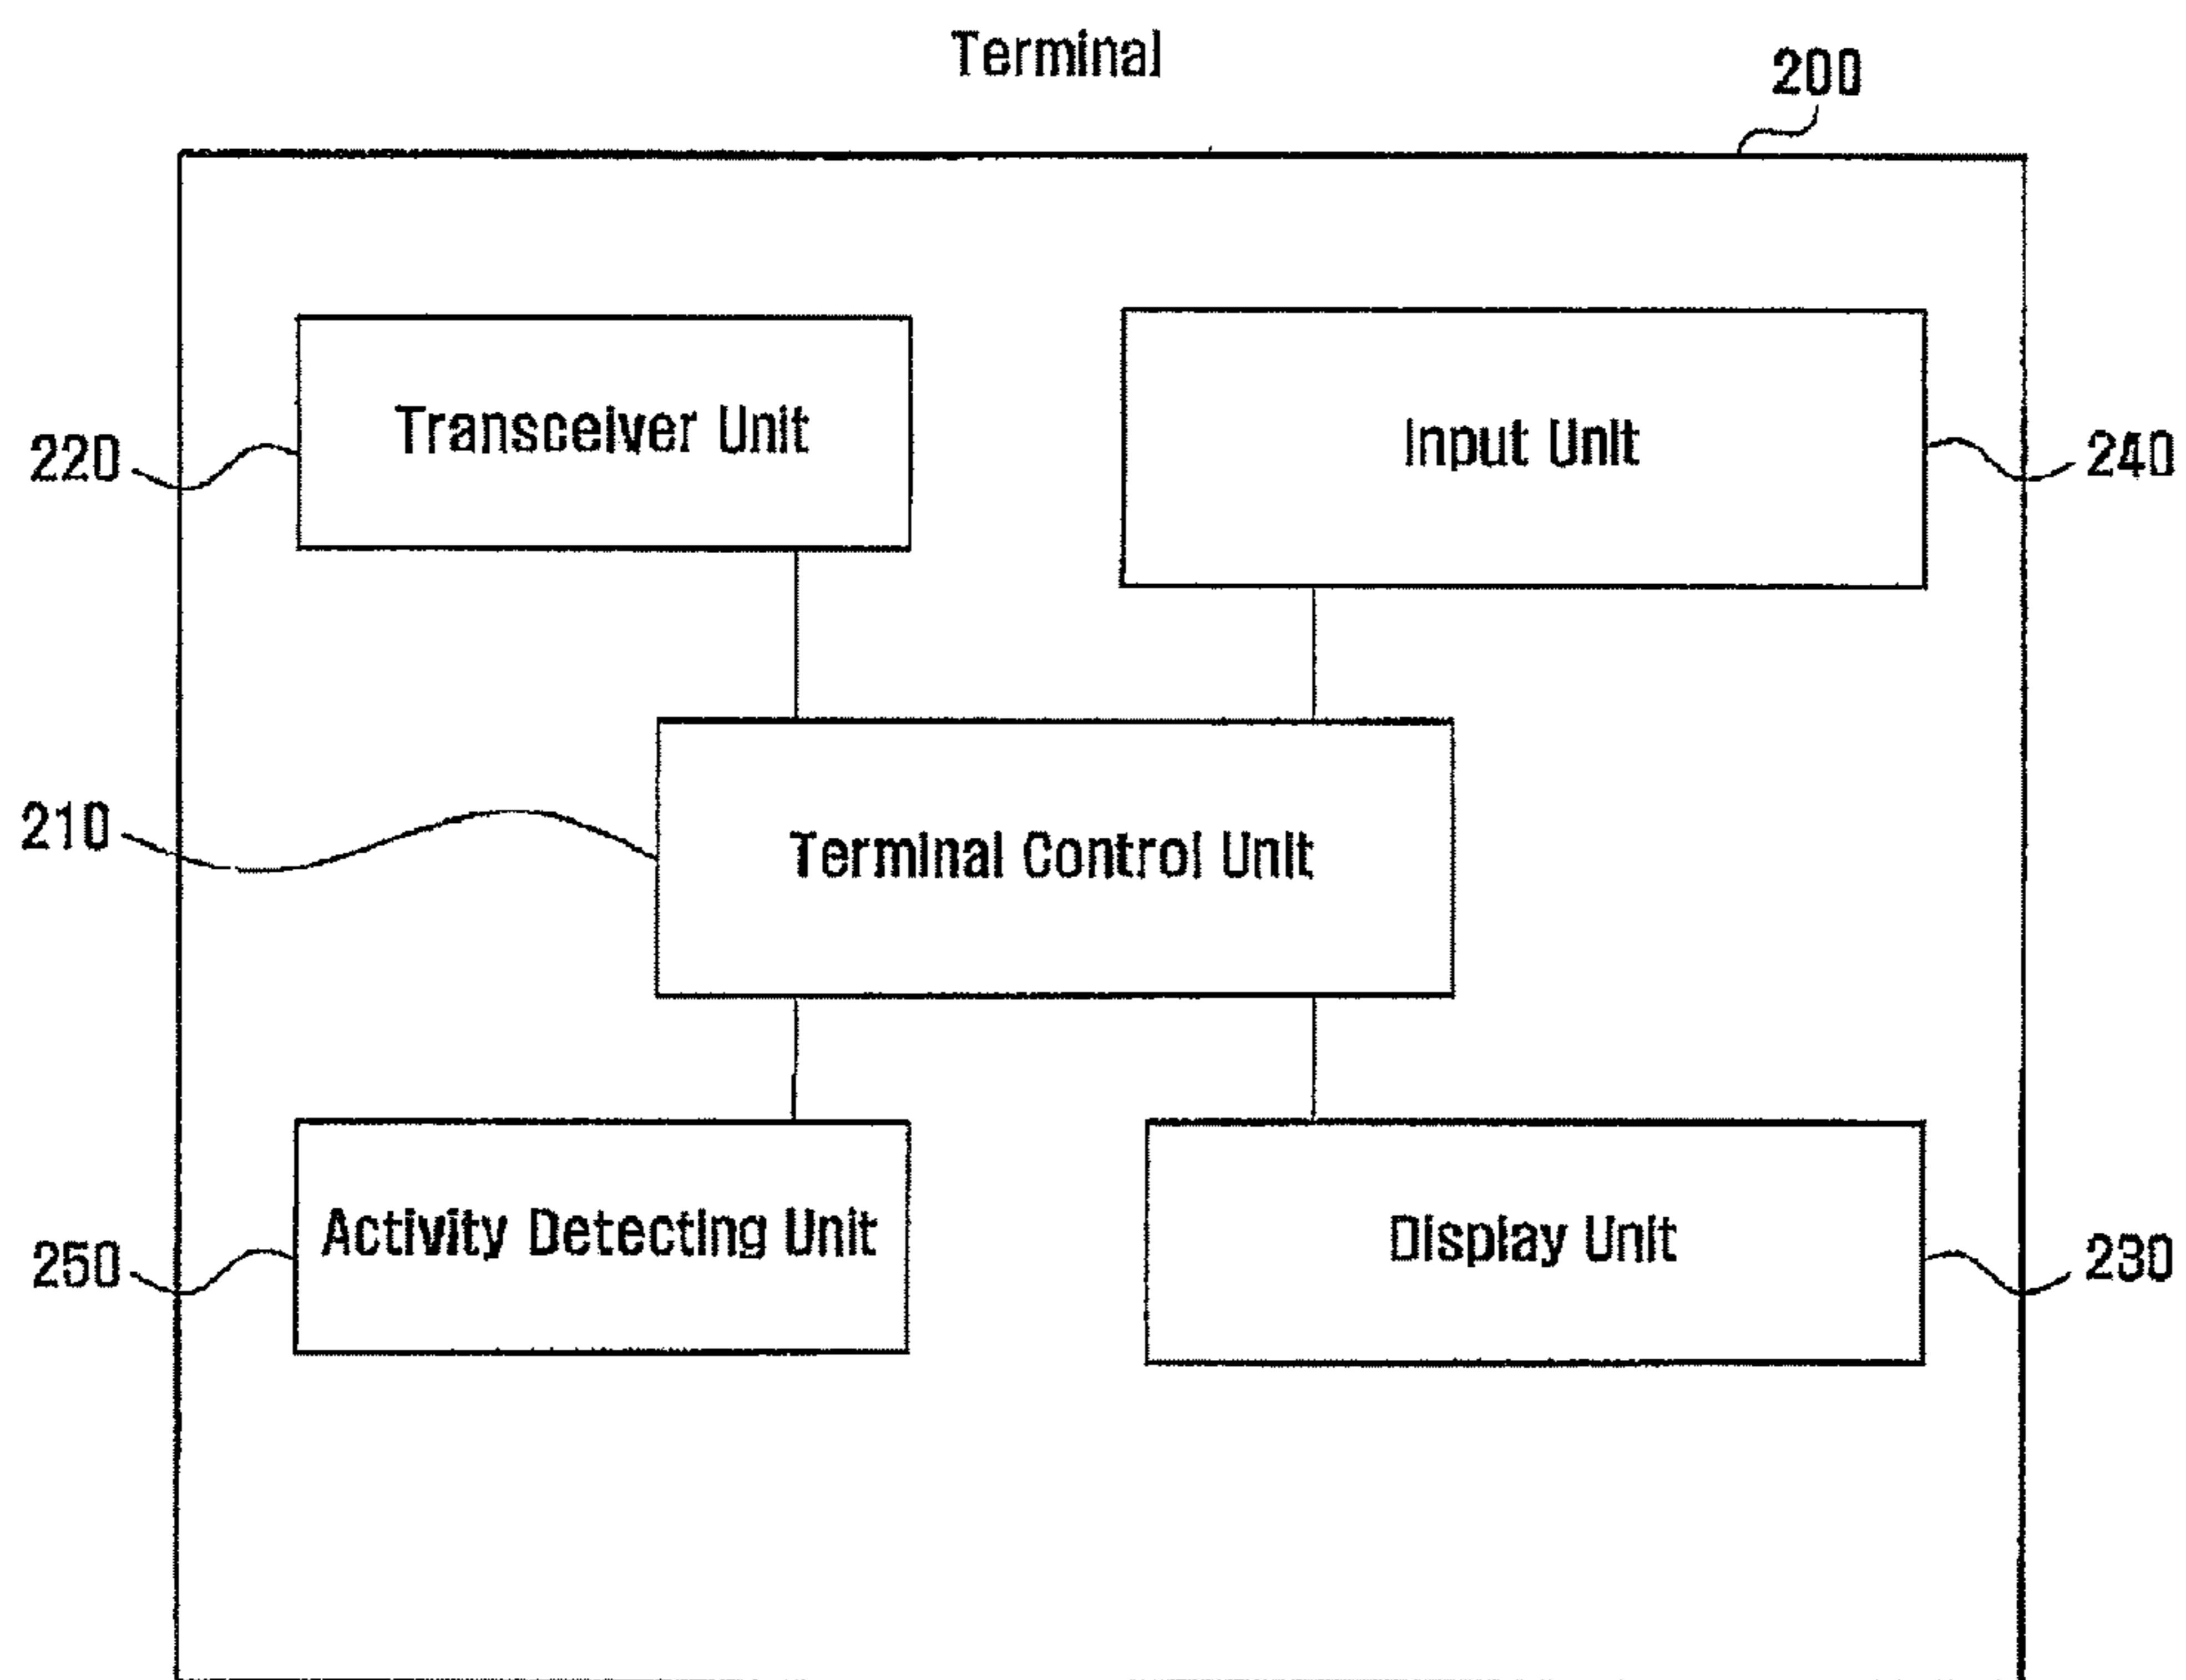 Terminal
200
Transceiver Unit
Input Unit
220
240
210
Terminal Control Unit
Activity Detecting Unit
Display Unit
250
230